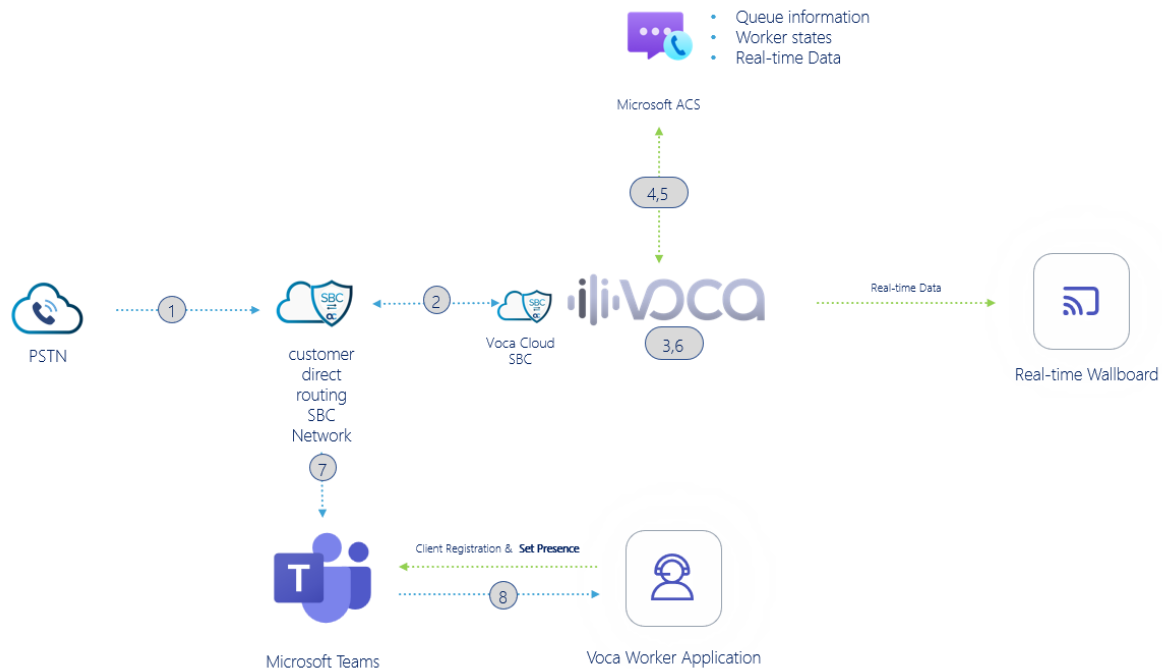 • Queue information
• Worker states
• Real-time Data
Microsoft ACS
4,5
PSTN
1
SBC
customer
direct
routing
SBC
Network
2
SBC
Voca Cloud
SBC
voca
3,6
Real-time Data
Real-time Wallboard
7
T
Microsoft Teams
Client Registration & Set Presence
8
Voca Worker Application